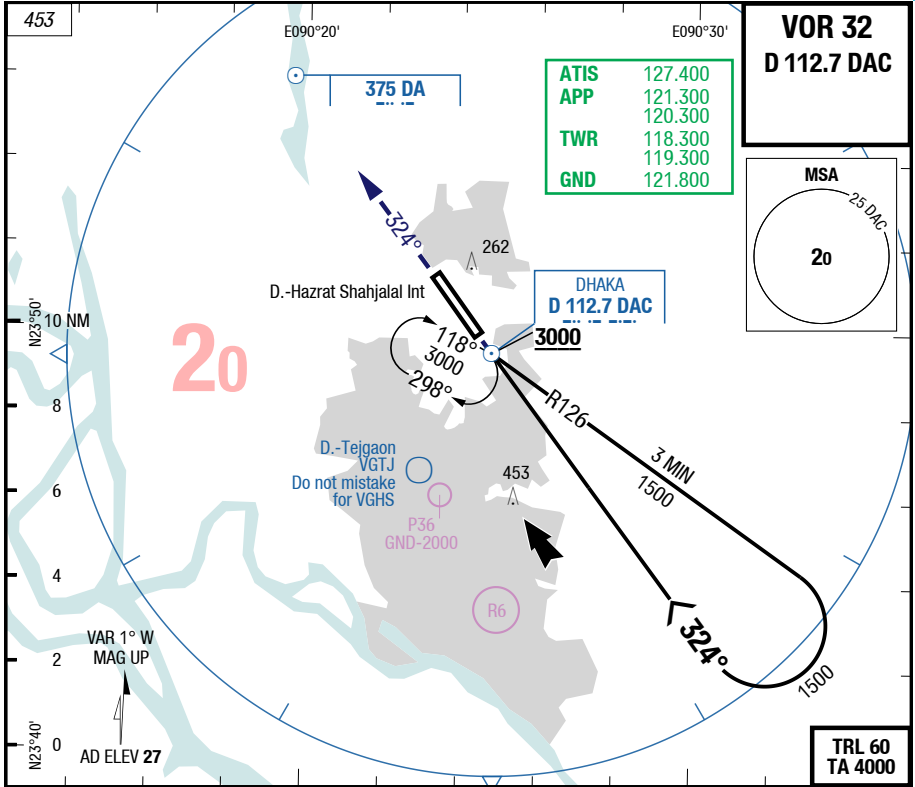 453
E090°20'
E090°30'
VOR 32
D 112.7 DAC
375 DA
ATIS 127.400
APP 121.300
120.300
TWR 118.300
119.300
GND 121.800
MSA
25 DAC
20
324°
262
D.-Hazrat Shahjalal Int
DHAKA
D 112.7 DAC
3000
N23°50'
10 NM
20
118°
3000
298°
R126
3 MIN
1500
8
D.-Tejgaon
VGTJ
Do not mistake
for VGHS
453
6
P36
GND-2000
4
R6
324°
1500
VAR 1° W
MAG UP
2
N23°40'
0
AD ELEV 27
TRL 60
TA 4000